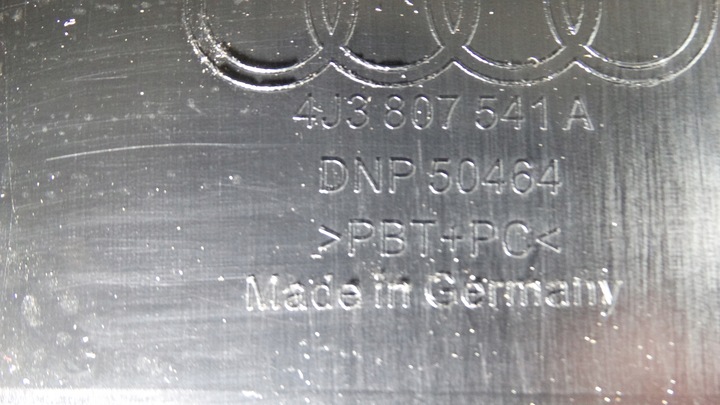 4J3 807 541 A
DNP 50464
>PBT+PC<
Made in Germany